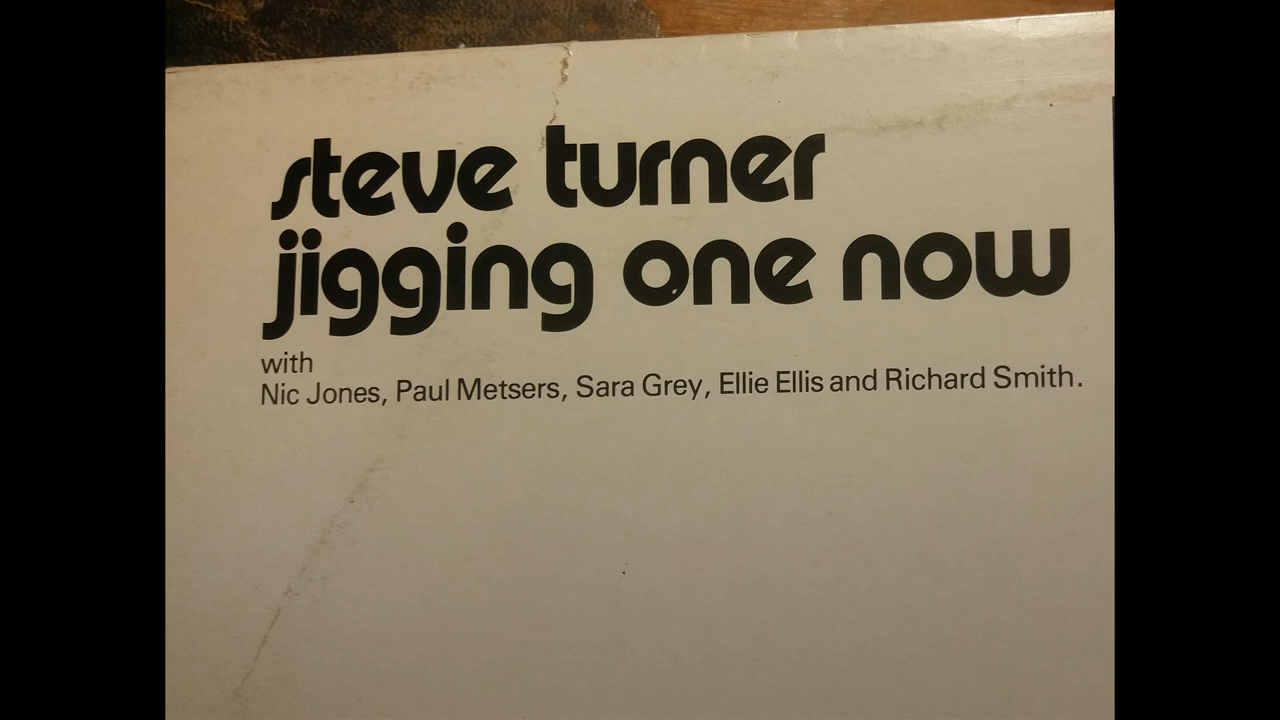 steve turner
jigging one now
with
Nic Jones, Paul Metsers, Sara Grey, Ellie Ellis and Richard Smith.